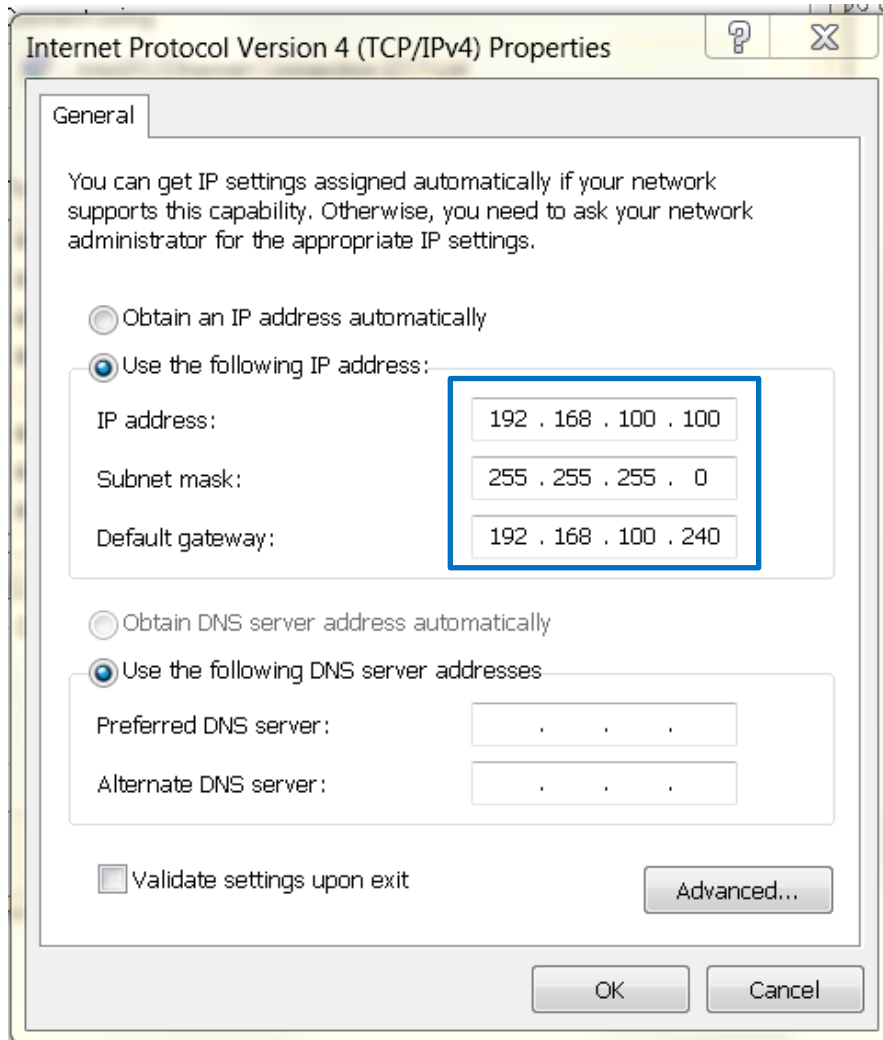 Internet Protocol Version 4 (TCP/IPv4) Properties
General
You can get IP settings assigned automatically if your network
supports this capability. Otherwise, you need to ask your network
administrator for the appropriate IP settings.
Obtain an IP address automatically
Use the following IP address:
IP address: 192 . 168 . 100 . 100
Subnet mask: 255 . 255 . 255 . 0
Default gateway: 192 . 168 . 100 . 240
Obtain DNS server address automatically
Use the following DNS server addresses
Preferred DNS server: . . .
Alternate DNS server: . . .
Validate settings upon exit
Advanced...
OK Cancel